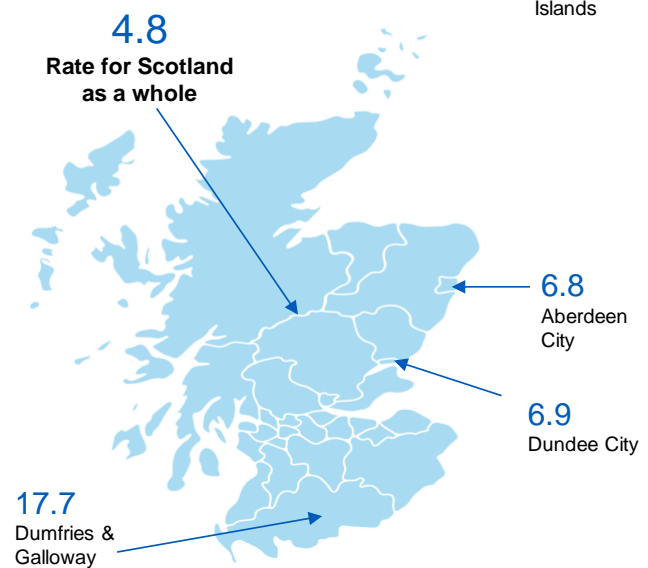 Islands
4.8
Rate for Scotland
as a whole
6.8
Aberdeen
City
6.9
Dundee City
17.7
Dumfries &
Galloway